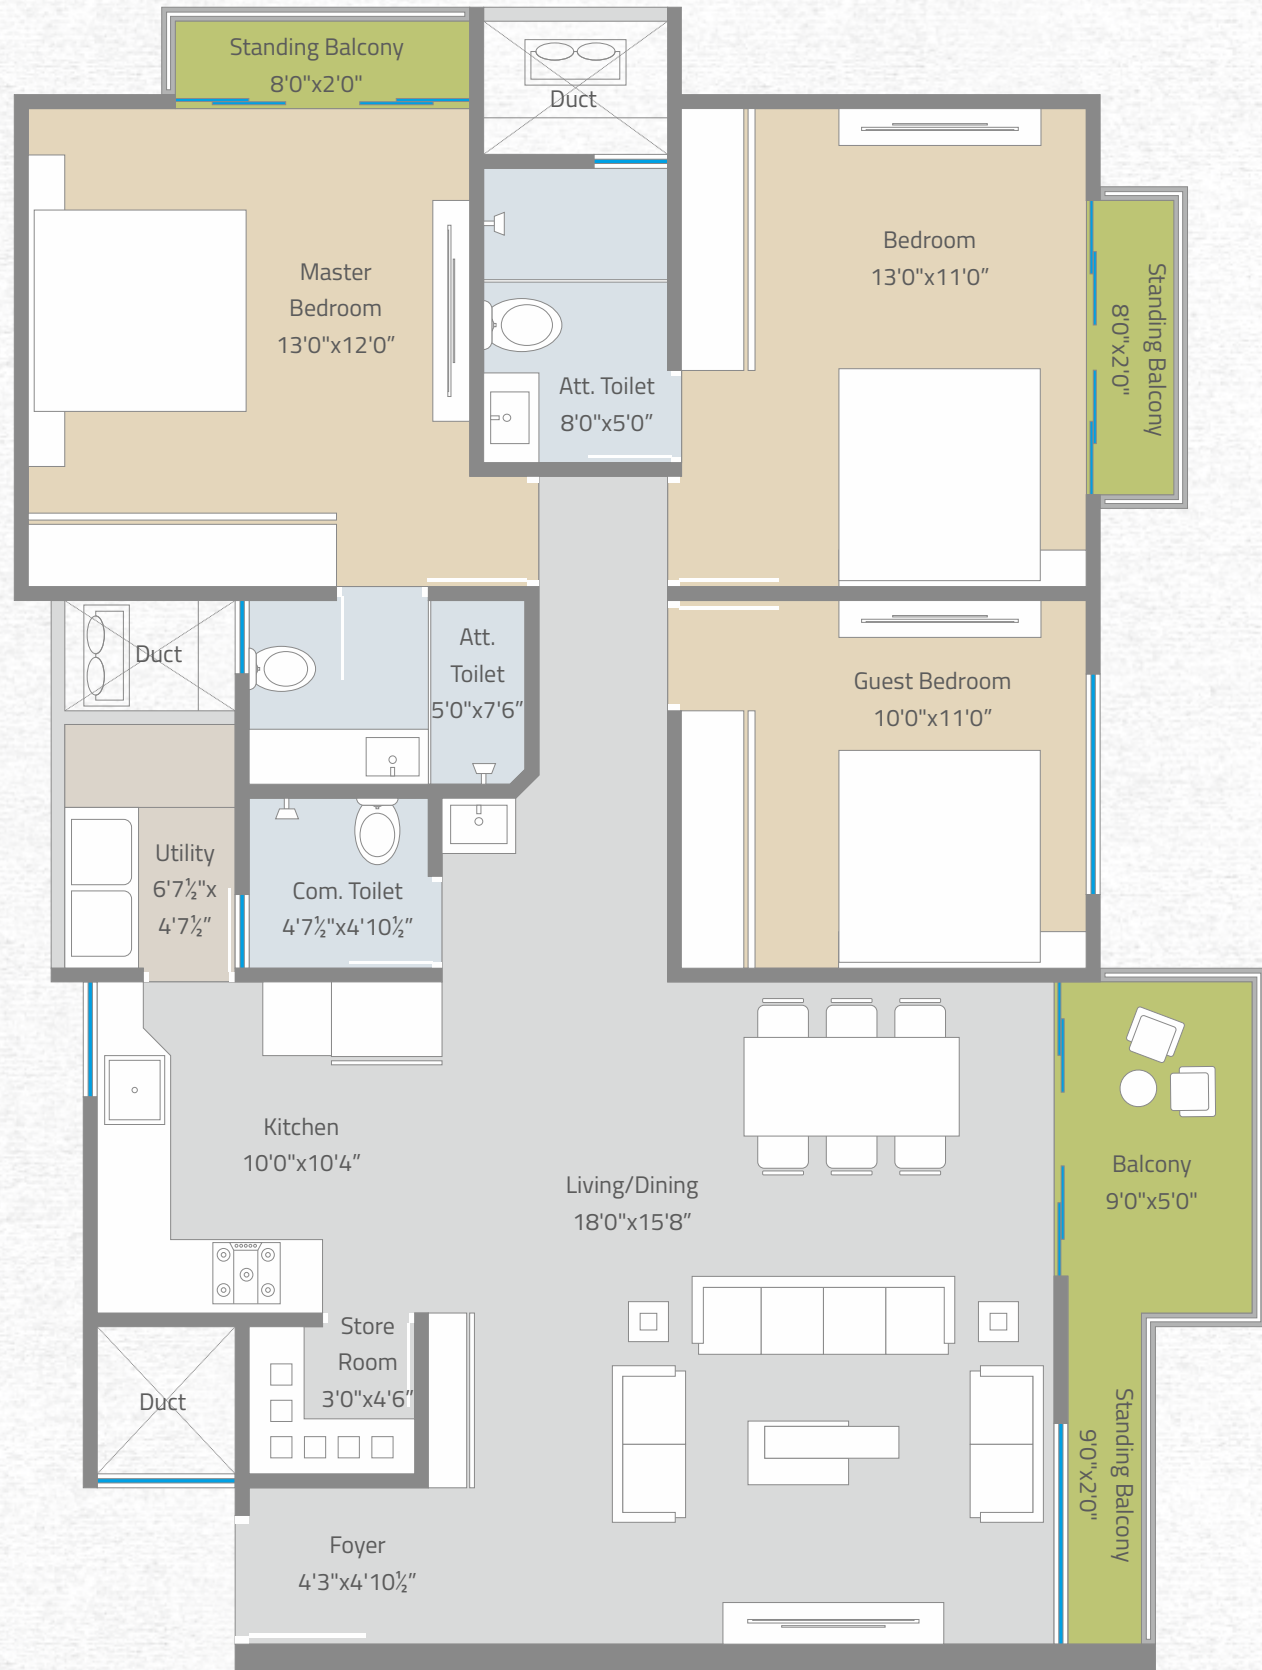 Standing Balcony
8'0"x2'0"
Duct
Master
Bedroom
13'0"x12'0”
Bedroom
13'0"x11'0”
Standing Balcony
8'0"x2'0"
Att. Toilet
8'0"x5'0”
Duct
Att.
Toilet
5'0"x7'6”
Guest Bedroom
10'0"x11'0”
Utility
6'7½"x
4'7½”
Com. Toilet
4'7½"x4'10½”
Kitchen
10'0"x10'4”
Living/Dining
18'0"x15'8”
Balcony
9'0"x5'0"
Store
Room
3'0"x4'6”
Duct
Standing Balcony
9'0"x2'0"
Foyer
4'3"x4'10½”